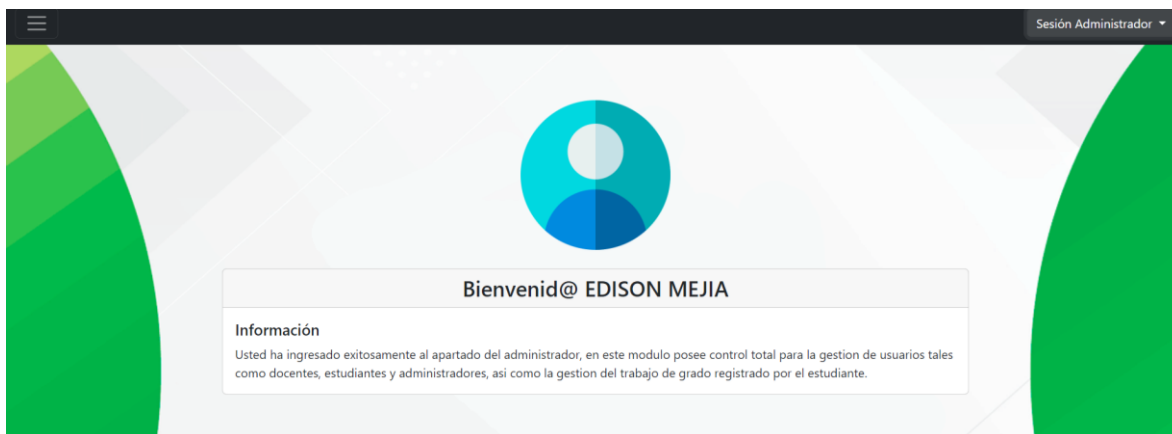 Sesión Administrador
Bienvenid@ EDISON MEJIA
Información
Usted ha ingresado exitosamente al apartado del administrador, en este modulo posee control total para la gestion de usuarios tales
como docentes, estudiantes y administradores, asi como la gestion del trabajo de grado registrado por el estudiante.